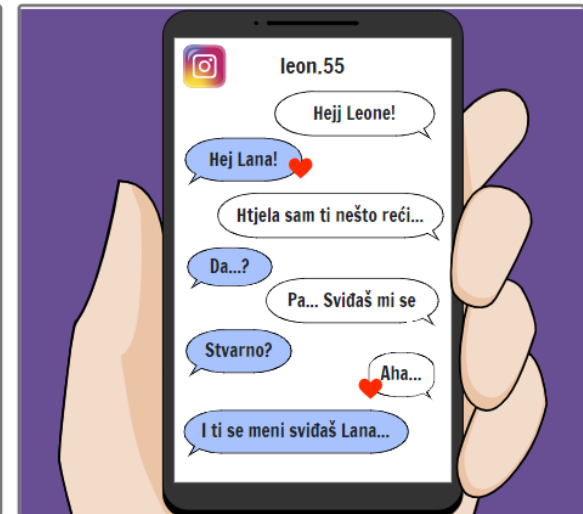 leon.55
Hejj Leone!
Hej Lana!
Htjela sam ti nešto reći...
Da...?
Pa... Sviđaš mi se
Stvarno?
Aha...
I ti se meni sviđaš Lana...